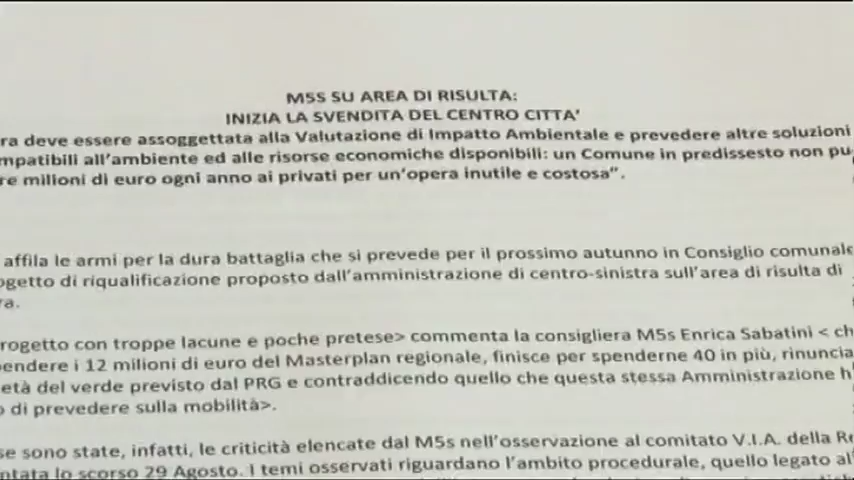 M5S SU AREA DI RISULTA:
INIZIA LA SVENDITA DEL CENTRO CITTA'
ra deve essere assoggettata alla Valutazione di Impatto Ambientale e prevedere altre soluzioni
mpatibili all'ambiente ed alle risorse economiche disponibili: un Comune in predissesto non pu
re milioni di euro ogni anno ai privati per un'opera inutile e costosa".
affila le armi per la dura battaglia che si prevede per il prossimo autunno in Consiglio comunale
ogetto di riqualificazione proposto dall'amministrazione di centro-sinistra sull'area di risulta di
ra.
rogetto con troppe lacune e poche pretese> commenta la consigliera M5s Enrica Sabatini < ch
pendere i 12 milioni di euro del Masterplan regionale, finisce per spenderne 40 in più, rinuncia
età del verde previsto dal PRG e contraddicendo quello che questa stessa Amministrazione h
o di prevedere sulla mobilità>.
se sono state, infatti, le criticità elencate dal M5s nell'osservazione al comitato V.I.A. della Re
entata lo scorso 29 Agosto. I temi osservati riguardano l'ambito procedurale, quello legato al